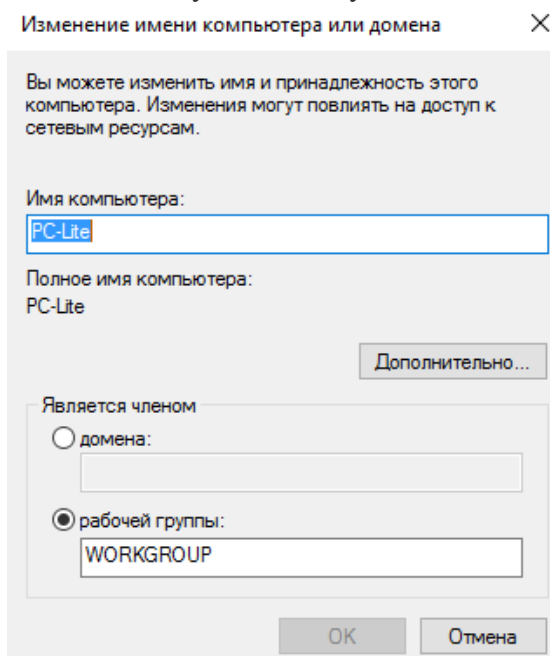 Изменение имени компьютера или домена
Вы можете изменить имя и принадлежность этого
компьютера. Изменения могут повлиять на доступ к
сетевым ресурсам.
Имя компьютера:
PC-Lite
Полное имя компьютера:
PC-Lite
Дополнительно...
Является членом
домена:
рабочей группы:
WORKGROUP
OK
Отмена